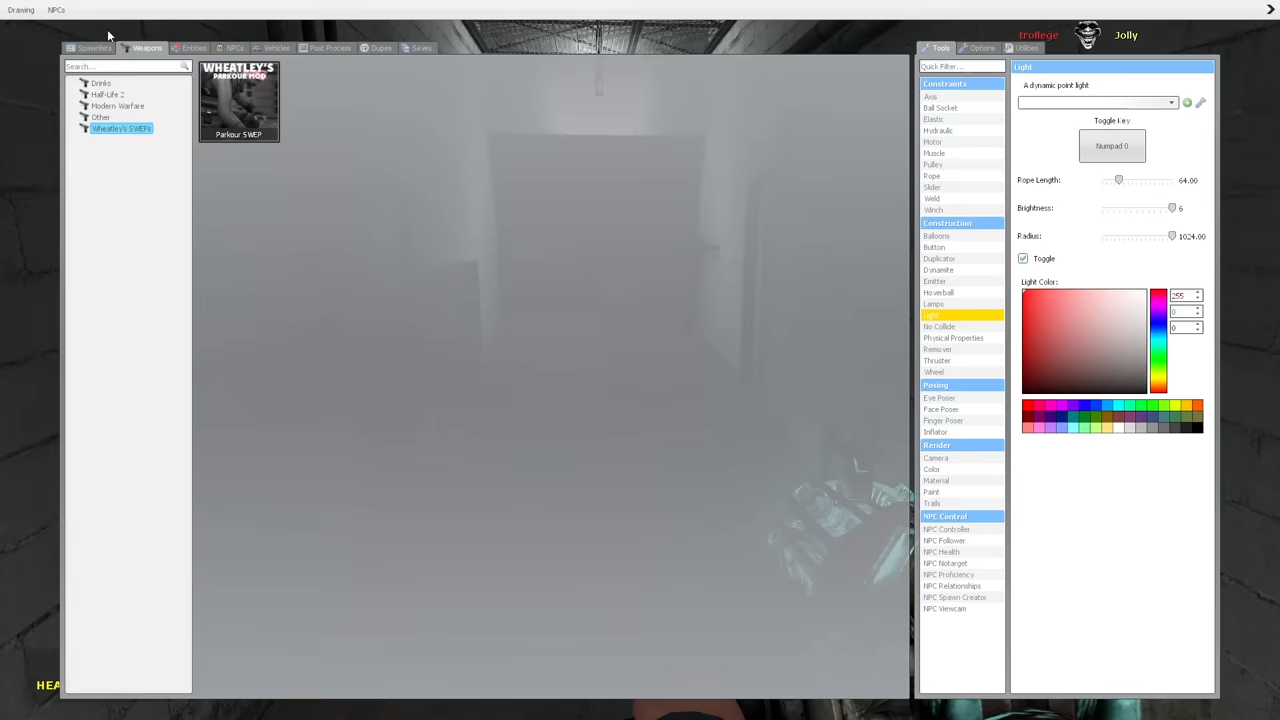 Drawing NPCs
trollege Jolly
Spawnlists Weapons Entities NPCs Vehicles Post Process Dupes Saves
Search...
Drinks
Half-Life 2
Modern Warfare
Other
Wheatley's SWEPs
WHEATLEY'S
PARKOUR MOD
Parkour SWEP
HEA
Tools Options Utilities
Quick Filter...
Constraints
Axis
Ball Socket
Elastic
Hydraulic
Motor
Muscle
Pulley
Rope
Slider
Weld
Winch
Construction
Balloons
Button
Duplicator
Dynamite
Emitter
Hoverball
Lamps
Light
No Collide
Physical Properties
Remover
Thruster
Wheel
Posing
Eye Poser
Face Poser
Finger Poser
Inflator
Render
Camera
Color
Material
Paint
Trails
NPC Control
NPC Controller
NPC Follower
NPC Health
NPC Notarget
NPC Proficiency
NPC Relationships
NPC Spawn Creator
NPC Viewcam
Light
A dynamic point light
Toggle Key
Numpad 0
Rope Length: 64.00
Brightness: 6
Radius: 1024.00
Toggle
Light Color:
255
0
0